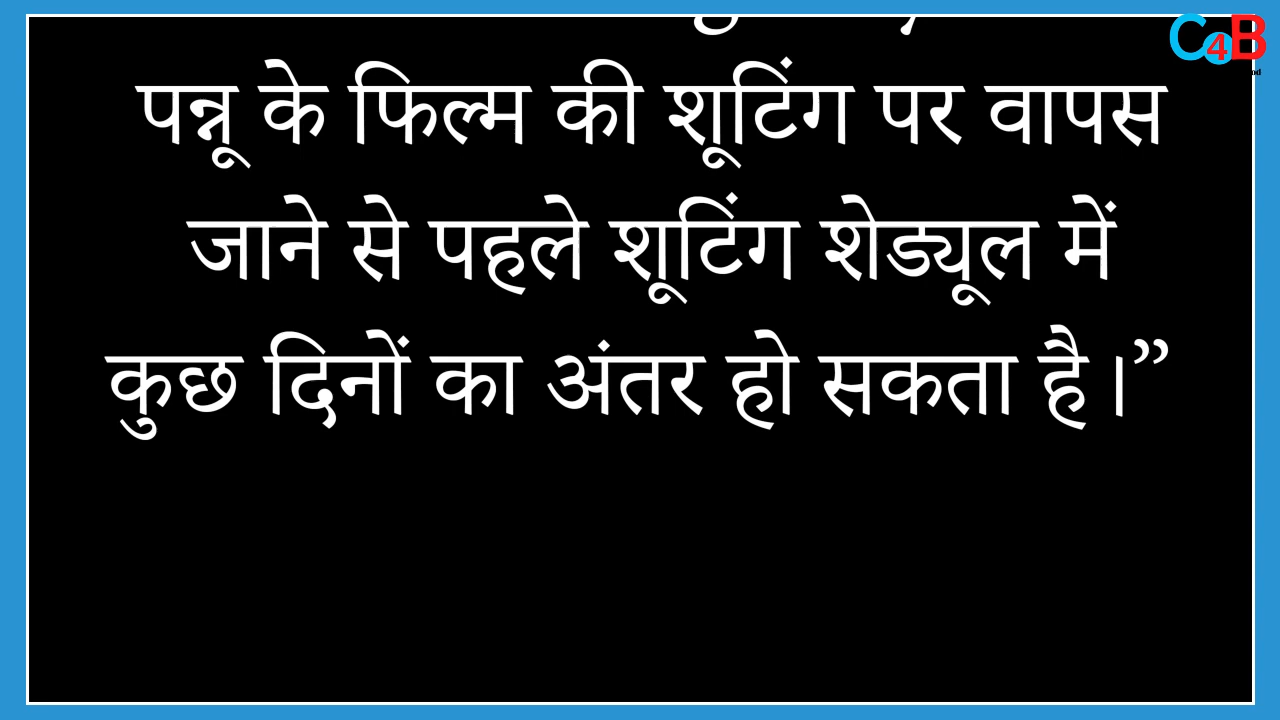 C4B
पन्नू के फिल्म की शूटिंग पर वापस
जाने से पहले शूटिंग शेड्यूल में
कुछ दिनों का अंतर हो सकता है।”